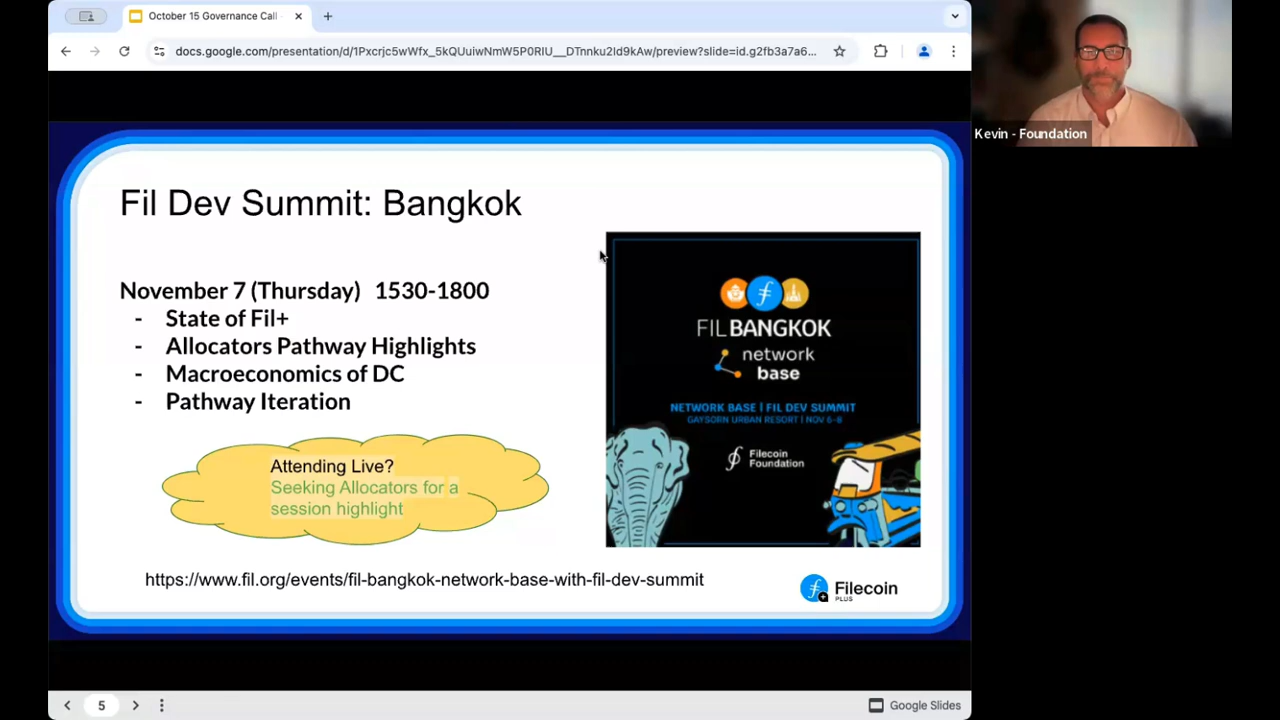 October 15 Governance Call
docs.google.com/presentation/d/1Pxcrjc5wWfx_5kQUuiwNmW5P0RIU__DTnnku2Id9kAw/preview?slide=id.g2fb3a7a6...
Kevin - Foundation
Fil Dev Summit: Bangkok
November 7 (Thursday) 1530-1800
- State of Fil+
- Allocators Pathway Highlights
- Macroeconomics of DC
- Pathway Iteration
Attending Live?
Seeking Allocators for a
session highlight
FIL BANGKOK
network
base
NETWORK BASE | FIL DEV SUMMIT
GAYSORN URBAN RESORT | NOV 6-8
Filecoin
Foundation
https://www.fil.org/events/fil-bangkok-network-base-with-fil-dev-summit
Filecoin
PLUS
5
Google Slides